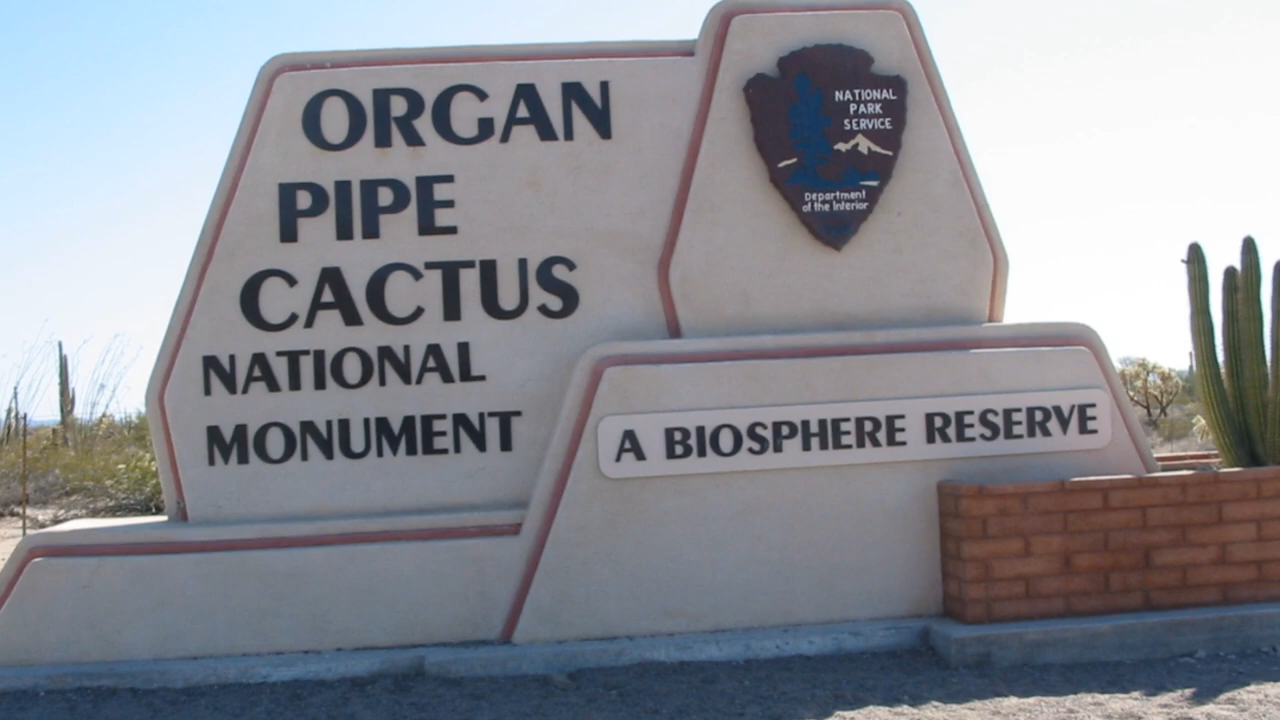 ORGAN
PIPE
CACTUS
NATIONAL
MONUMENT
NATIONAL
PARK
SERVICE
Department
of the Interior
A BIOSPHERE RESERVE